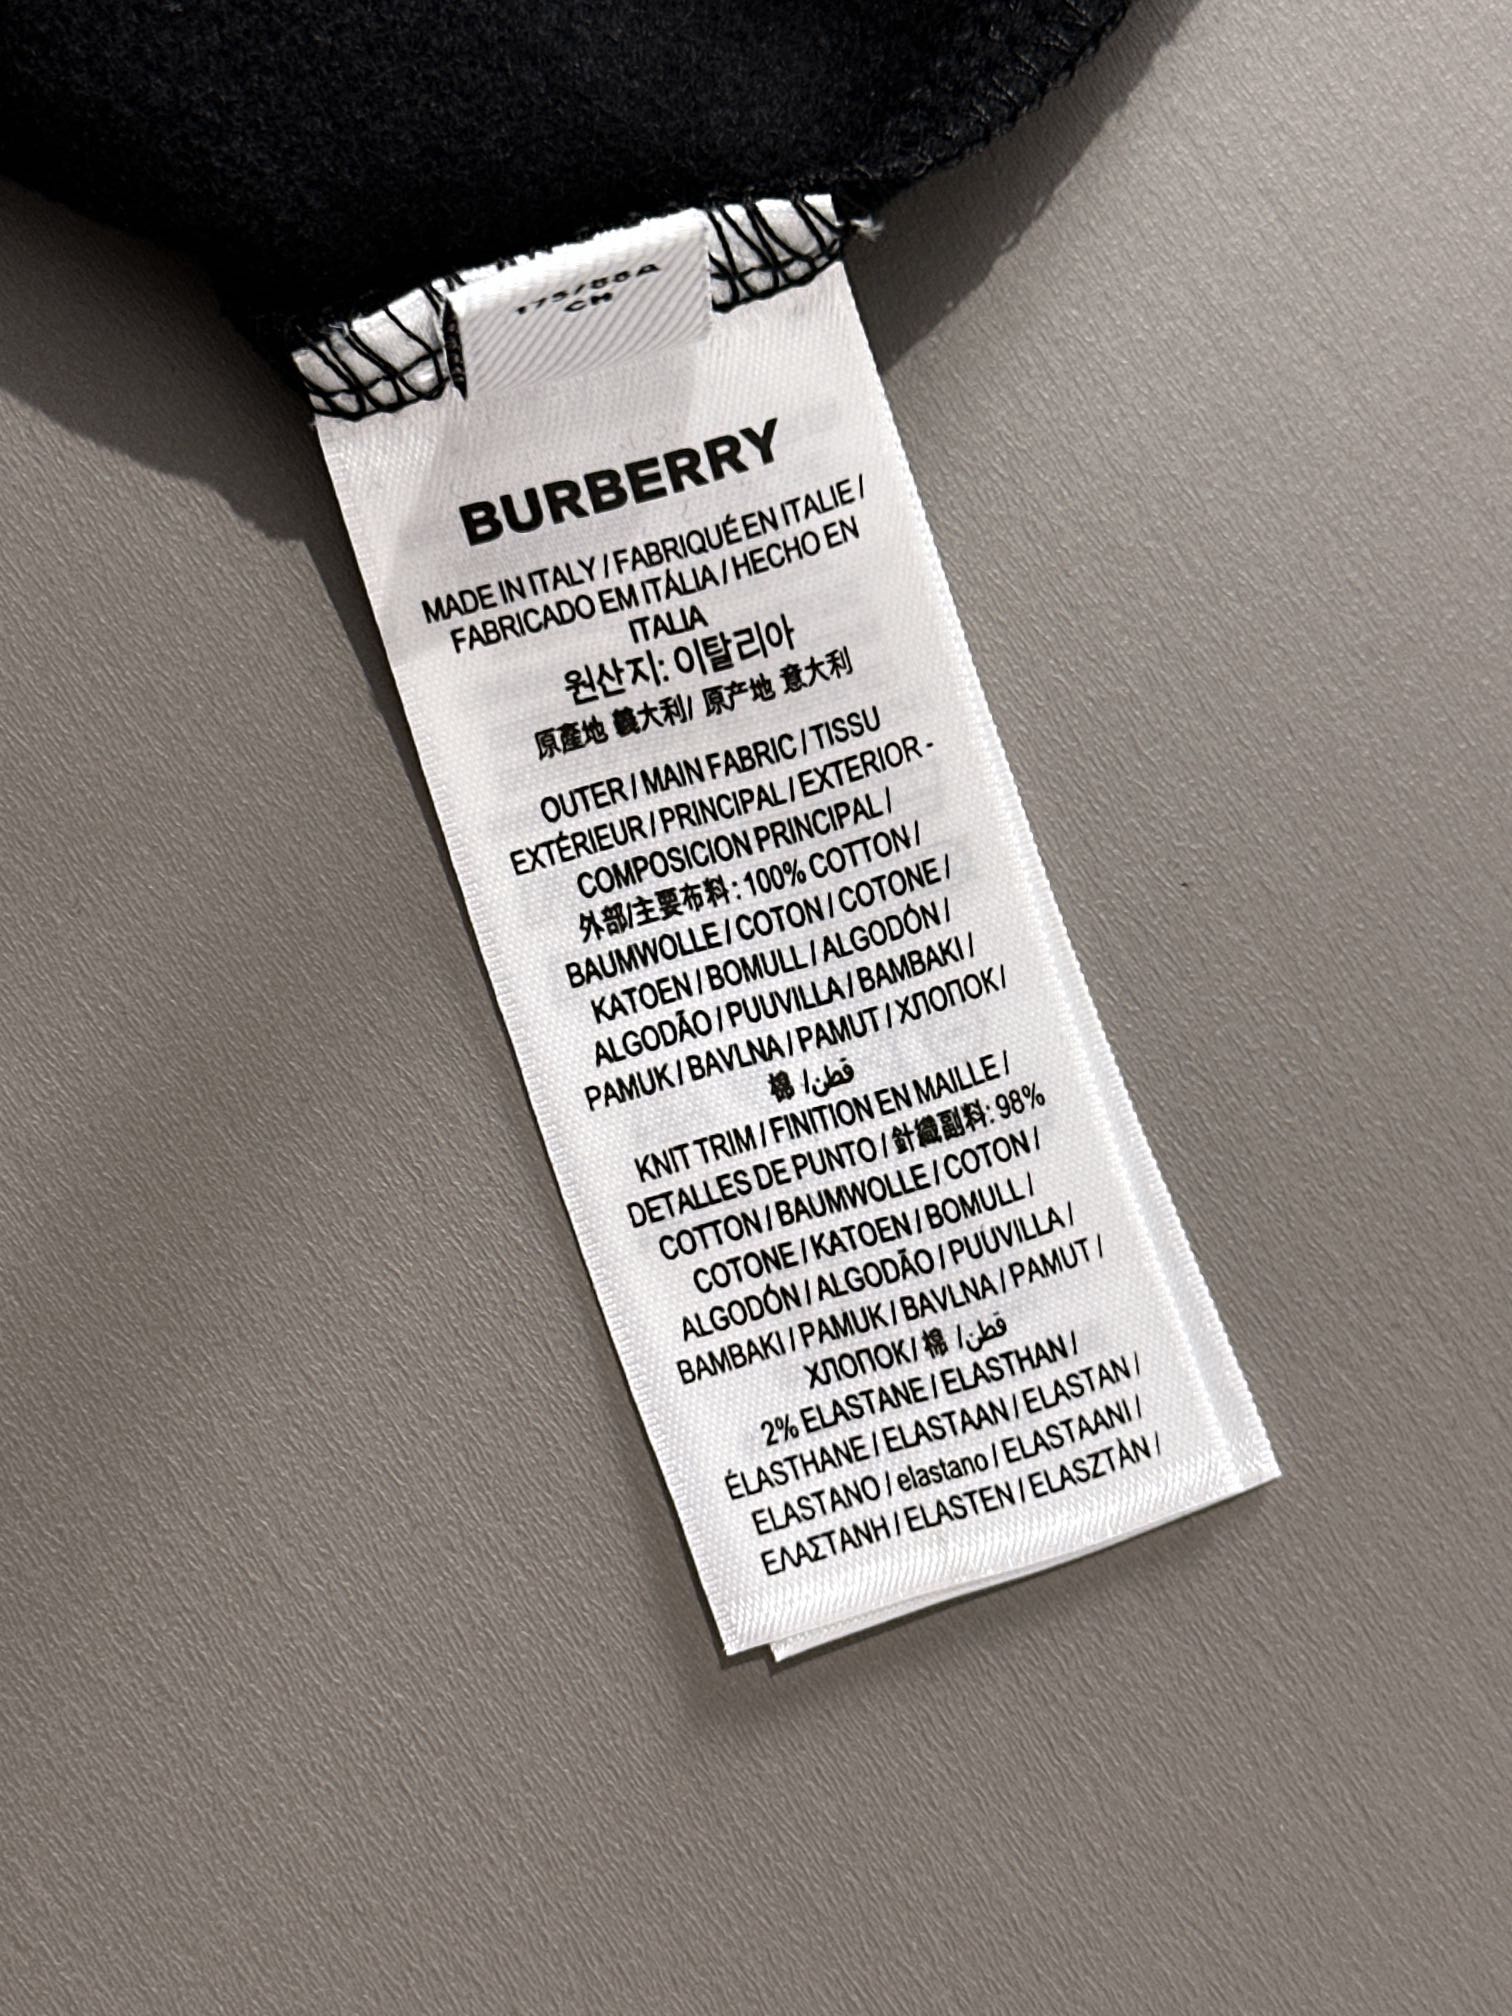 175/88A
CM
BURBERRY
MADE IN ITALY / FABRIQUÉ EN ITALIE /
FABRICADO EM ITÁLIA / HECHO EN
ITALIA
원산지: 이탈리아
原產地 義大利/ 原产地 意大利
OUTER / MAIN FABRIC / TISSU
EXTÉRIEUR / PRINCIPAL / EXTERIOR -
COMPOSICION PRINCIPAL /
外部/主要布料: 100% COTTON /
BAUMWOLLE / COTON / COTONE /
KATOEN / BOMULL / ALGODÓN /
ALGODÃO / PUUVILLA / BAMBAKI /
PAMUK / BAVLNA / PAMUT / ХЛОПОК /
棉 /قطن
KNIT TRIM / FINITION EN MAILLE /
DETALLES DE PUNTO / 針織副料: 98%
COTTON / BAUMWOLLE / COTON /
COTONE / KATOEN / BOMULL /
ALGODÓN / ALGODÃO / PUUVILLA /
BAMBAKI / PAMUK / BAVLNA / PAMUT /
ХЛОПОК / 棉 /قطن
2% ELASTANE / ELASTHAN /
ÉLASTHANE / ELASTAAN / ELASTAN /
ELASTANO / elastano / ELASTAANI /
ΕΛΑΣΤΑΝΗ / ELASTEN / ELASZTÀN /